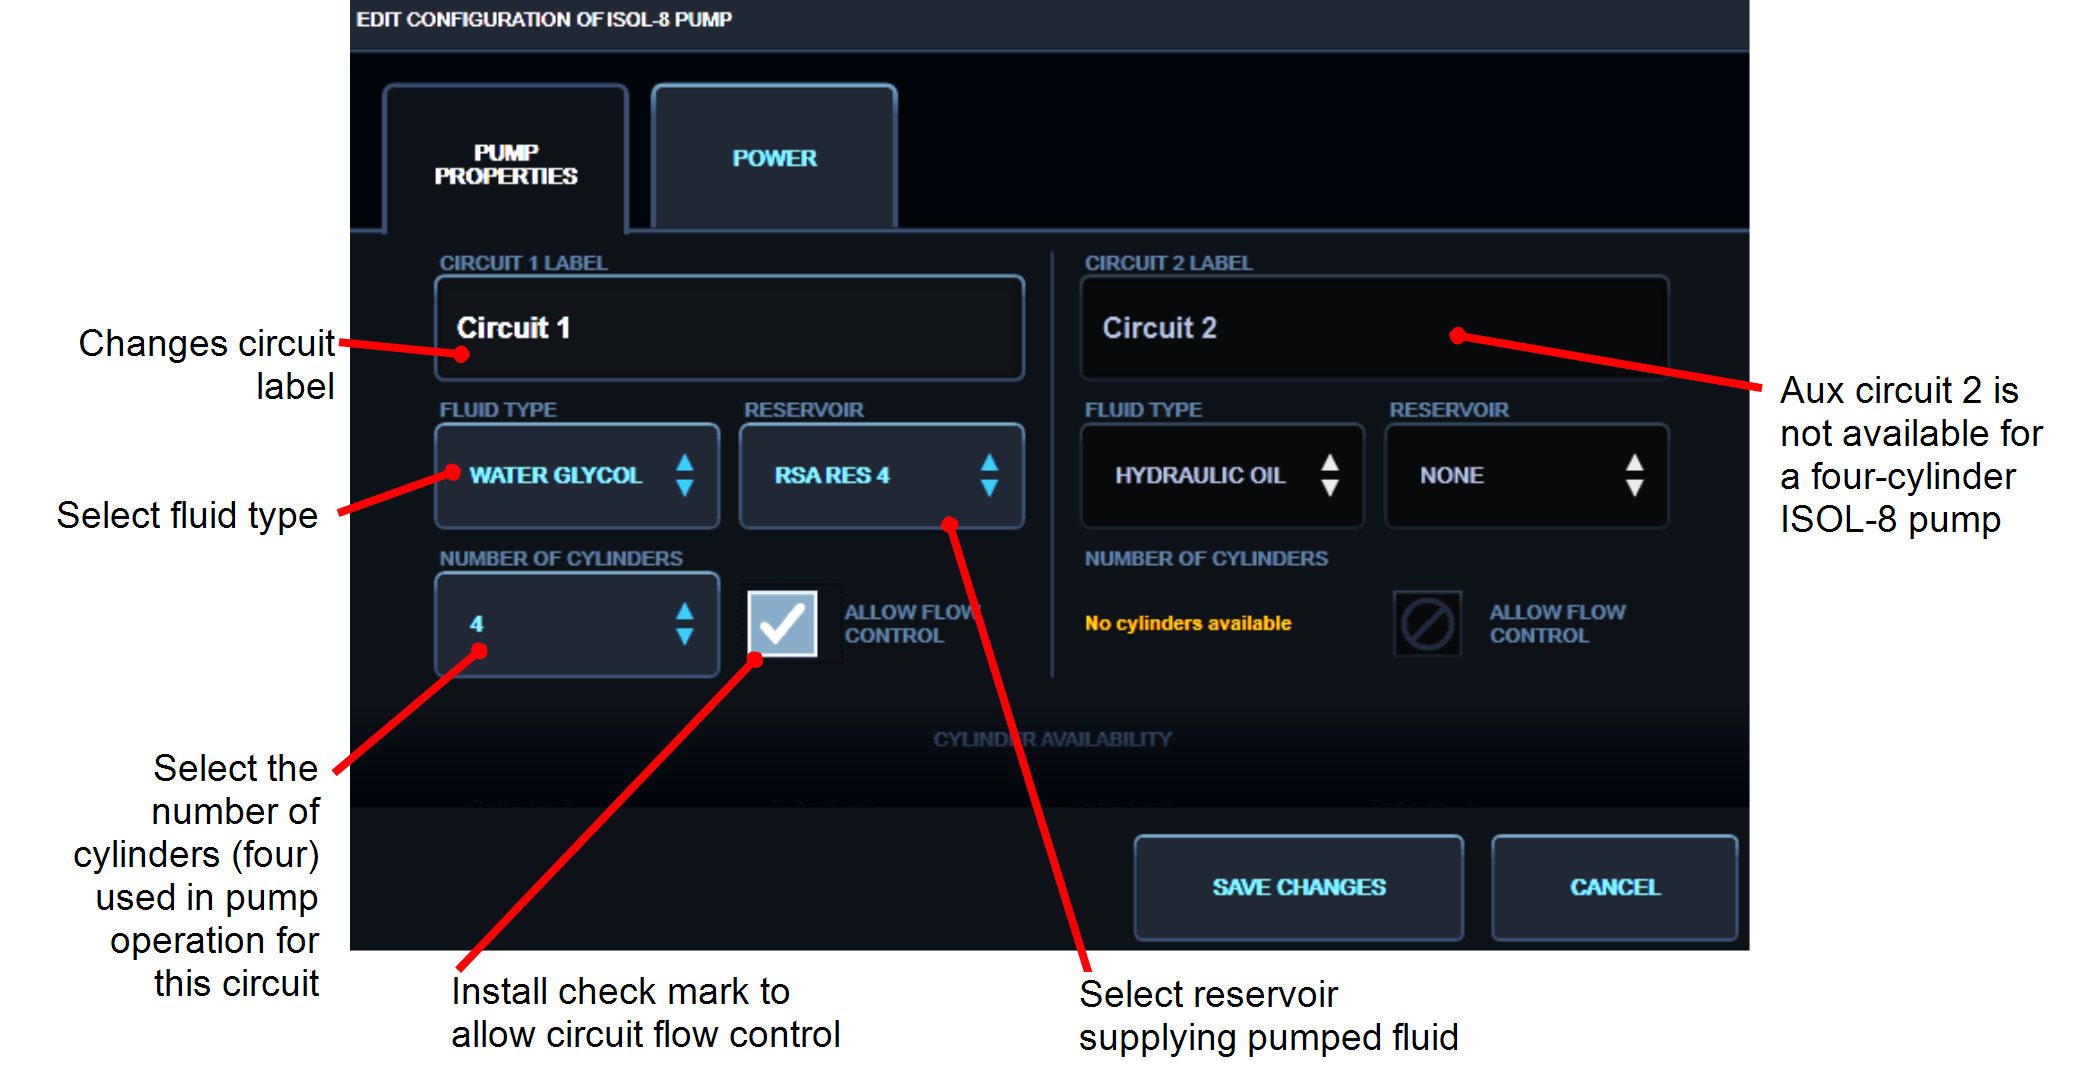 EDIT CONFIGURATION OF ISOL-8 PUMP
PUMP
PROPERTIES
POWER
CIRCUIT 1 LABEL
Circuit 1
CIRCUIT 2 LABEL
Circuit 2
Changes circuit
label
FLUID TYPE
WATER GLYCOL
RESERVOIR
RSA RES 4
FLUID TYPE
HYDRAULIC OIL
RESERVOIR
NONE
Aux circuit 2 is
not available for
a four-cylinder
ISOL-8 pump
Select fluid type
NUMBER OF CYLINDERS
4
ALLOW FLOW
CONTROL
NUMBER OF CYLINDERS
No cylinders available
ALLOW FLOW
CONTROL
CYLINDER AVAILABILITY
Select the
number of
cylinders (four)
used in pump
operation for
this circuit
SAVE CHANGES
CANCEL
Install check mark to
allow circuit flow control
Select reservoir
supplying pumped fluid